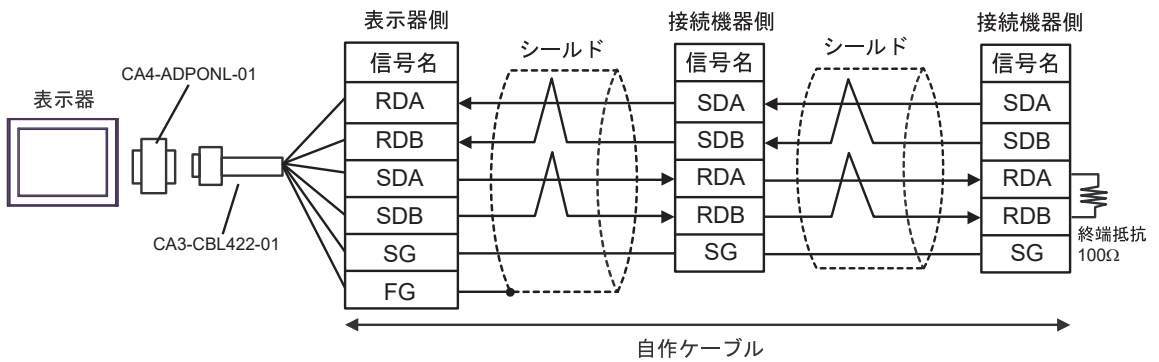 表示器
CA4-ADPONL-01
CA3-CBL422-01
表示器側
信号名
RDA
RDB
SDA
SDB
SG
FG
シールド
接続機器側
信号名
SDA
SDB
RDA
RDB
SG
シールド
接続機器側
信号名
SDA
SDB
RDA
RDB
SG
終端抵抗
100Ω
自作ケーブル